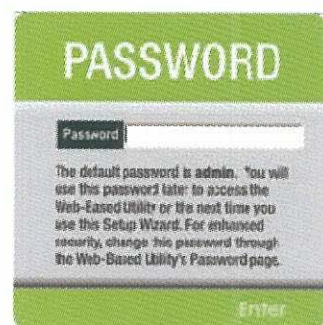 PASSWORD
Password
The default password is admin. You will
use this password later to access the
Web-Based Utility or the next time you
use this Setup Wizard. For enhanced
security, change this password through
the Web-Based Utility's Password page.
Enter